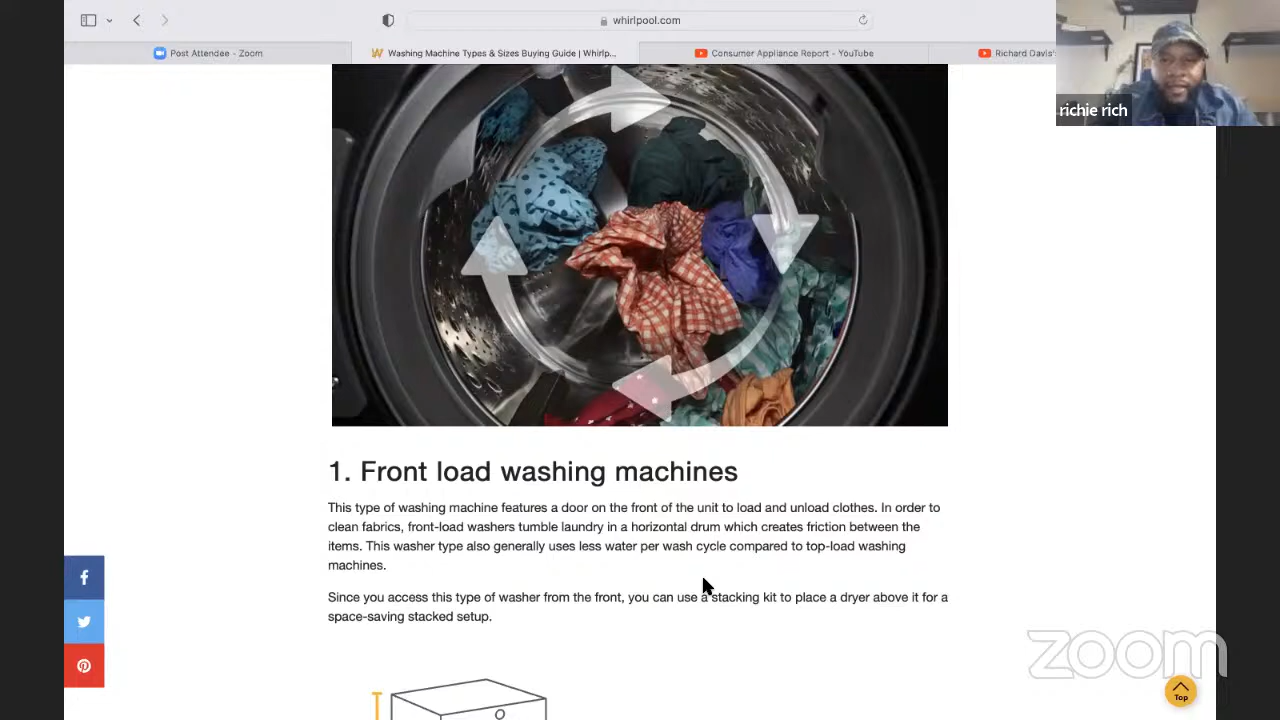 whirlpool.com
Post Attendee - Zoom
Washing Machine Types & Sizes Buying Guide | Whirlp...
Consumer Appliance Report - YouTube
Richard Davis'
richie rich
1. Front load washing machines
This type of washing machine features a door on the front of the unit to load and unload clothes. In order to
clean fabrics, front-load washers tumble laundry in a horizontal drum which creates friction between the
items. This washer type also generally uses less water per wash cycle compared to top-load washing
machines.
Since you access this type of washer from the front, you can use a stacking kit to place a dryer above it for a
space-saving stacked setup.
zoom
Top